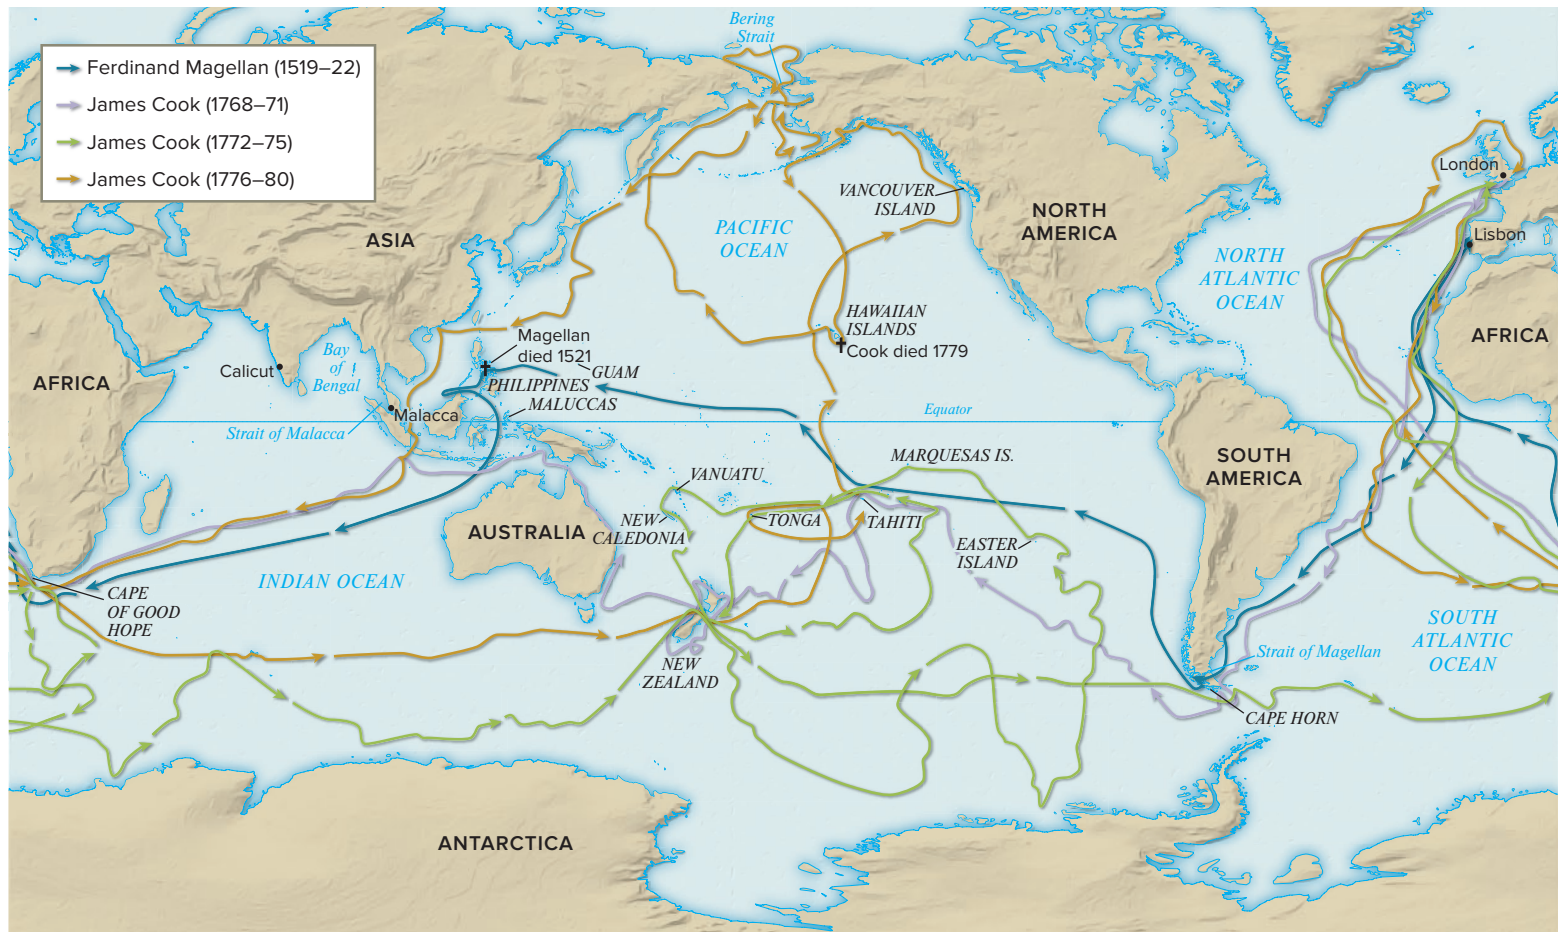 Bering
Strait
Ferdinand Magellan (1519–22)
James Cook (1768–71)
James Cook (1772–75)
James Cook (1776–80)
London
VANCOUVER
ISLAND
NORTH
AMERICA
PACIFIC
OCEAN
ASIA
Lisbon
NORTH
ATLANTIC
OCEAN
HAWAIIAN
ISLANDS
Cook died 1779
Magellan
died 1521
GUAM
AFRICA
Bay
of
Bengal
Calicut
AFRICA
PHILIPPINES
MALUCCAS
Malacca
Equator
Strait of Malacca
MARQUESAS IS.
SOUTH
AMERICA
VANUATU
NEW
CALEDONIA
TONGA
TAHITI
AUSTRALIA
EASTER
ISLAND
INDIAN OCEAN
CAPE
OF GOOD
HOPE
SOUTH
ATLANTIC
OCEAN
Strait of Magellan
NEW
ZEALAND
CAPE HORN
ANTARCTICA